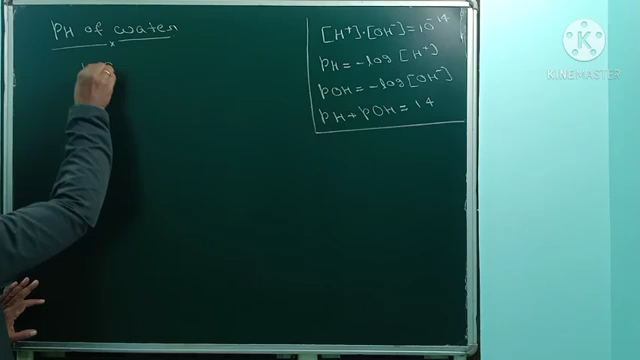 PH of water
[H⁺]·[OH⁻]=10⁻¹⁴
PH=-log [H⁺]
POH=-log[OH⁻]
PH+POH=14
KINEMASTER